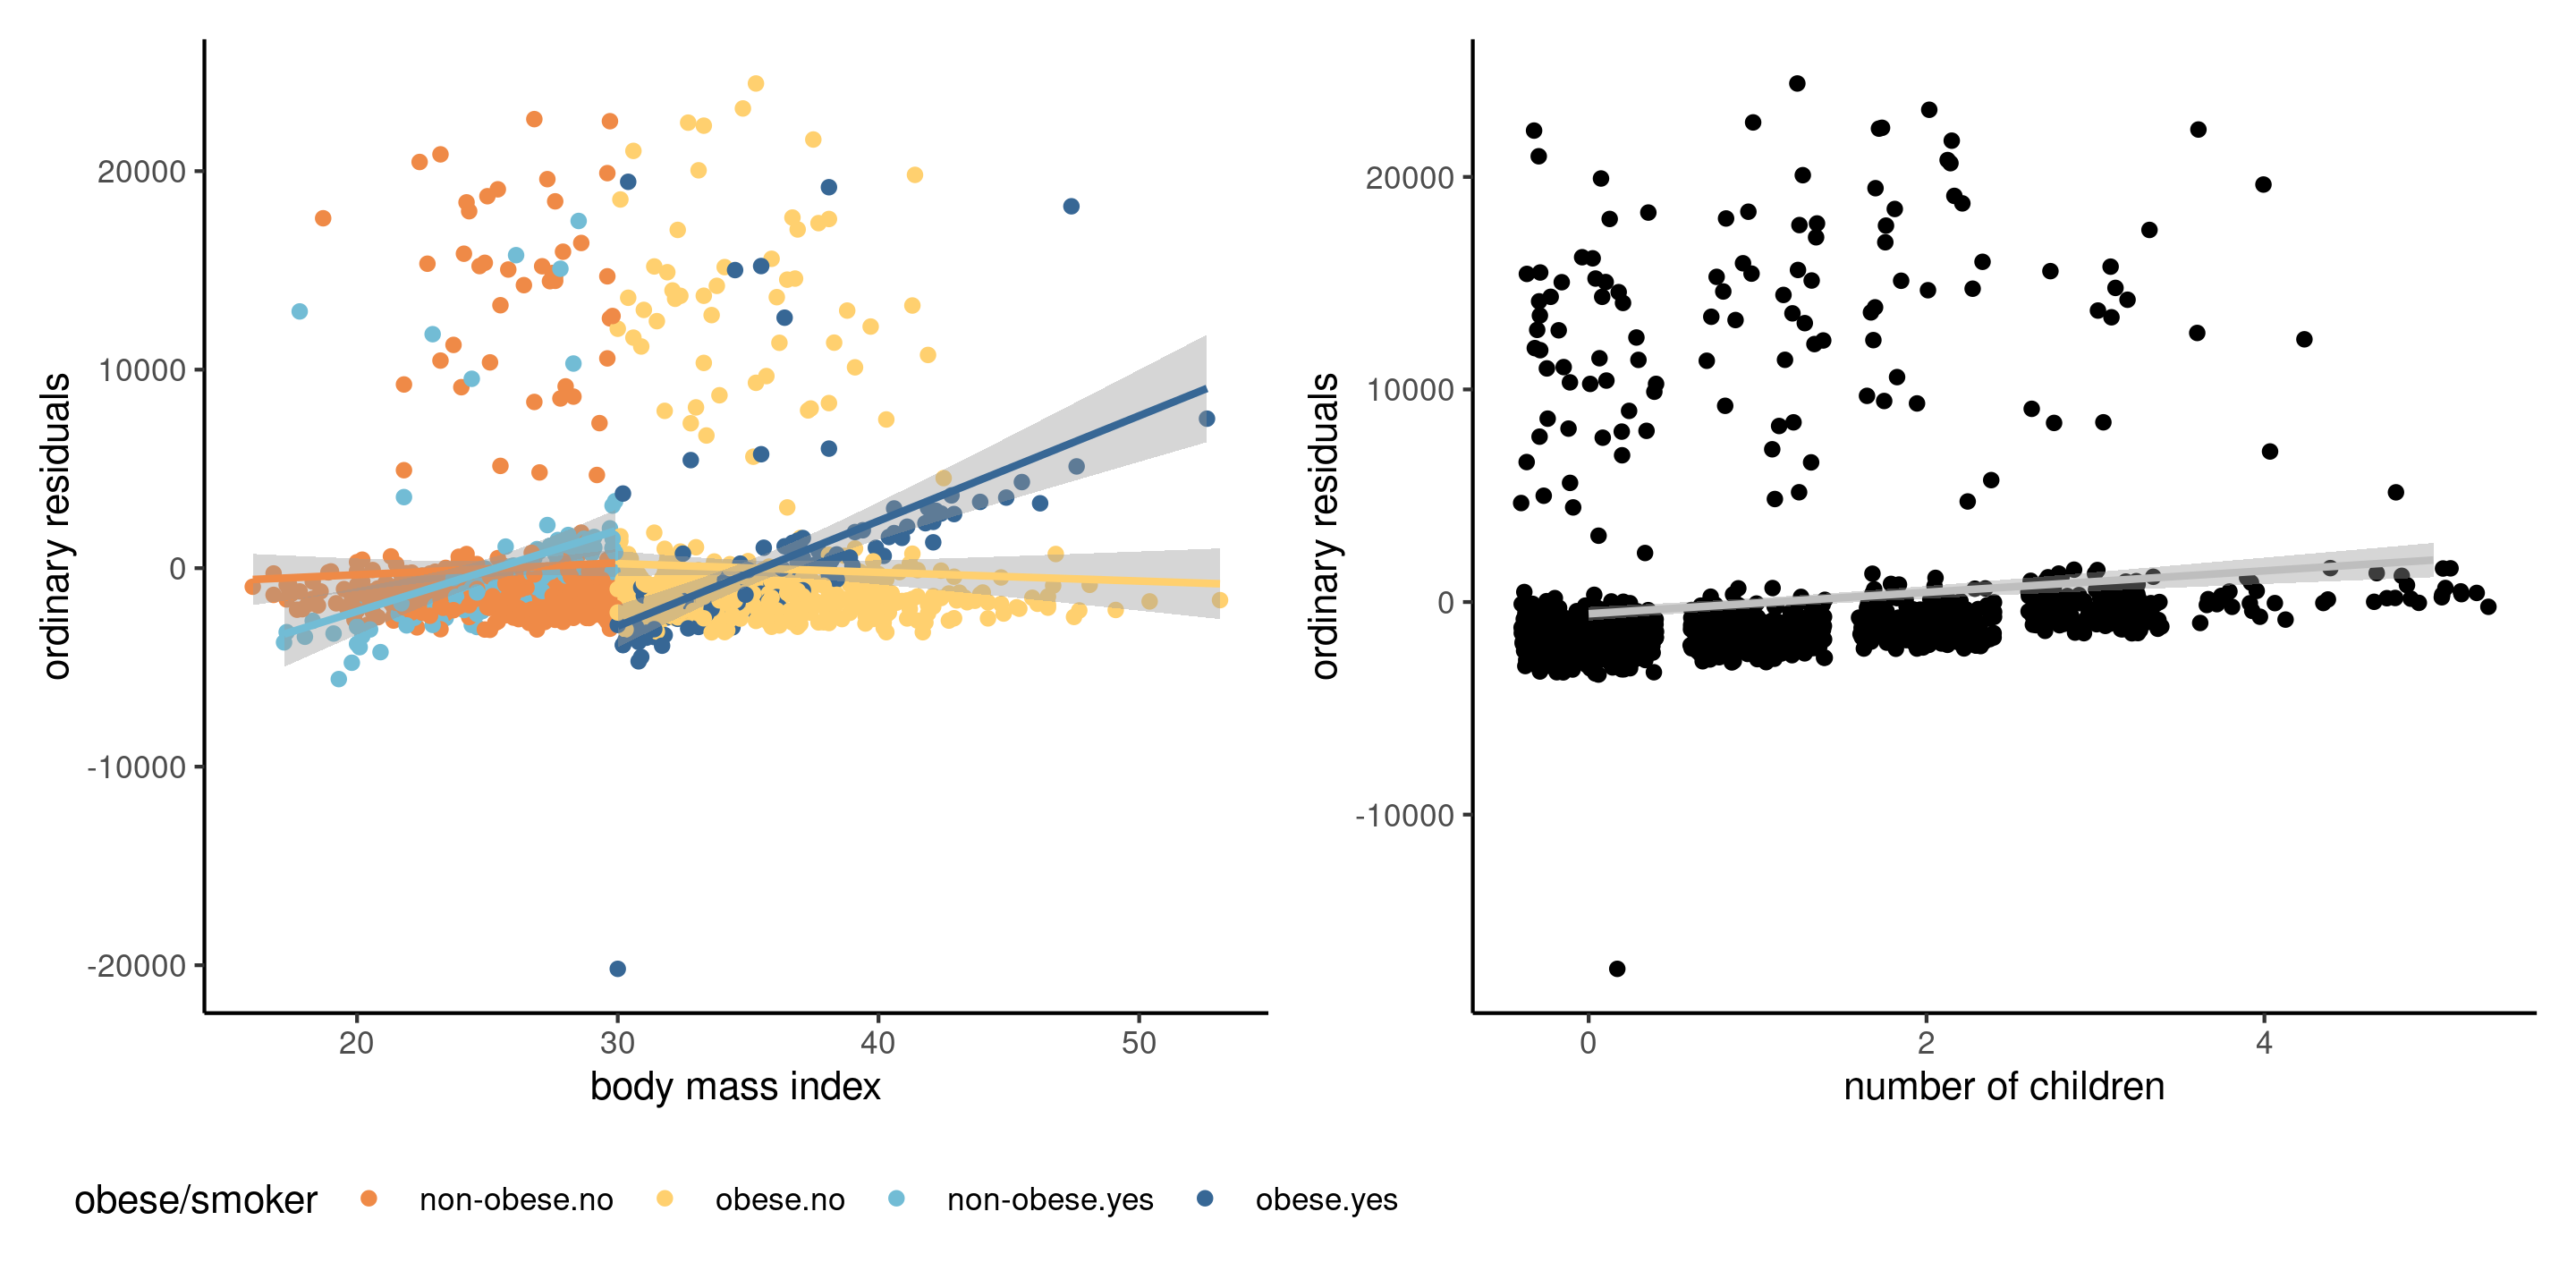 ordinary residuals
20000
10000
0
-10000
-20000
20
30
40
50
body mass index
ordinary residuals
20000
10000
0
-10000
0
2
4
number of children
obese/smoker
non-obese.no
obese.no
non-obese.yes
obese.yes